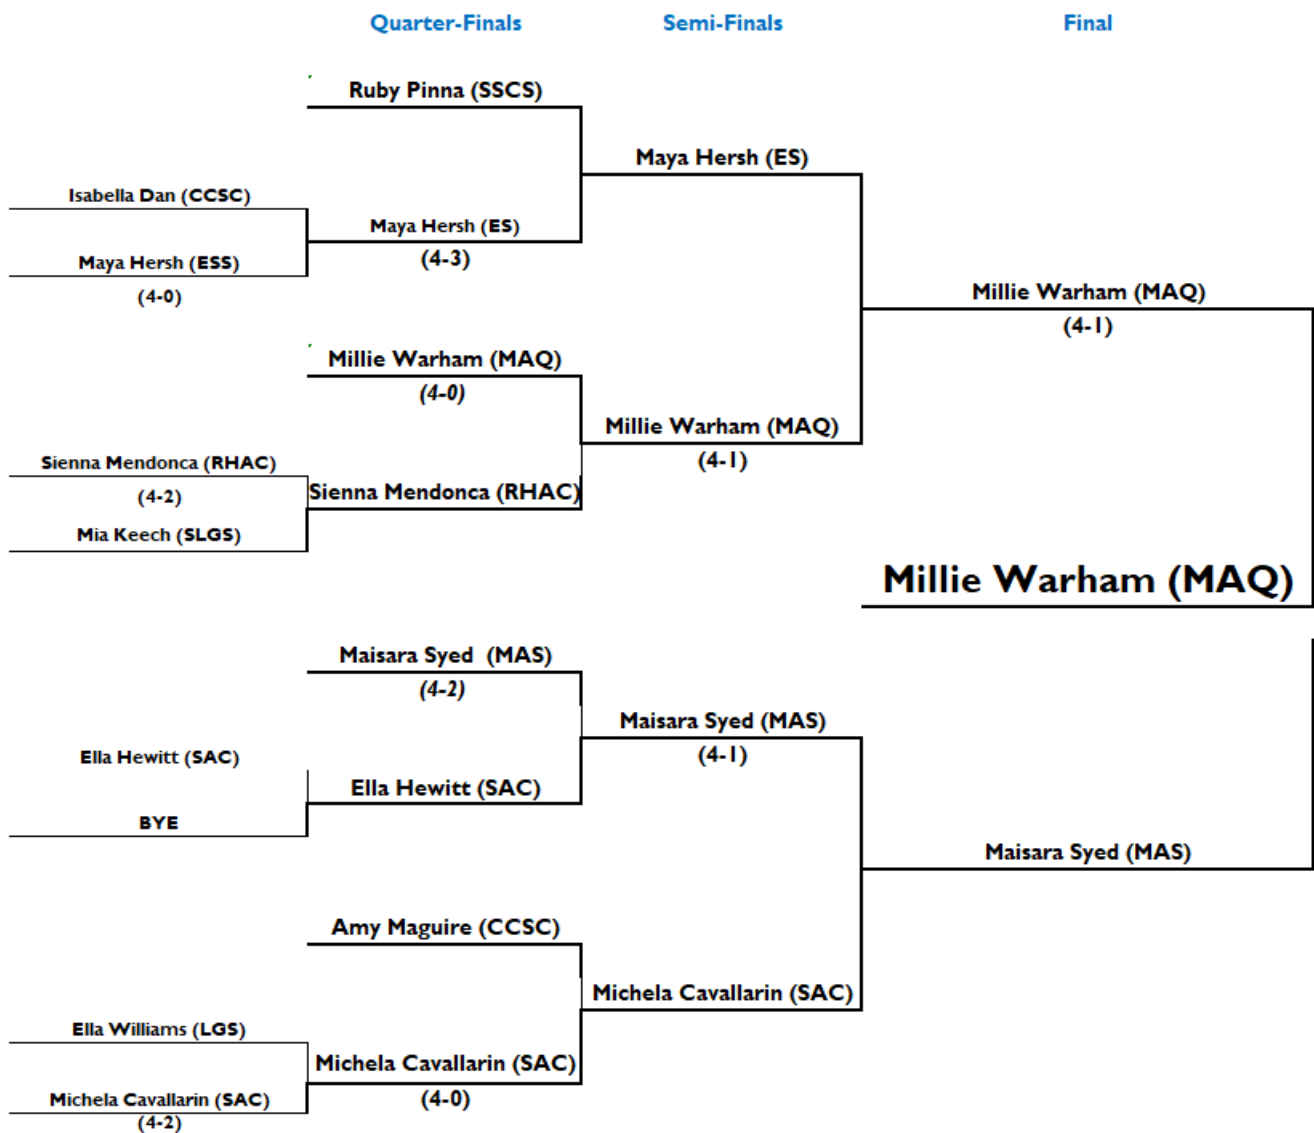 Quarter-Finals Semi-Finals Final
Ruby Pinna (SSCS)
Maya Hersh (ES)
Isabella Dan (CCSC)
Maya Hersh (ES)
(4-3)
Maya Hersh (ESS)
(4-0)
Millie Warham (MAQ)
(4-1)
Millie Warham (MAQ)
(4-0)
Millie Warham (MAQ)
(4-1)
Sienna Mendonca (RHAC)
(4-2)
Sienna Mendonca (RHAC)
Mia Keech (SLGS)
Millie Warham (MAQ)
Maisara Syed  (MAS)
(4-2)
Maisara Syed (MAS)
(4-1)
Ella Hewitt (SAC)
Ella Hewitt (SAC)
BYE
Maisara Syed (MAS)
Amy Maguire (CCSC)
Michela Cavallarin (SAC)
Ella Williams (LGS)
Michela Cavallarin (SAC)
(4-0)
Michela Cavallarin (SAC)
(4-2)